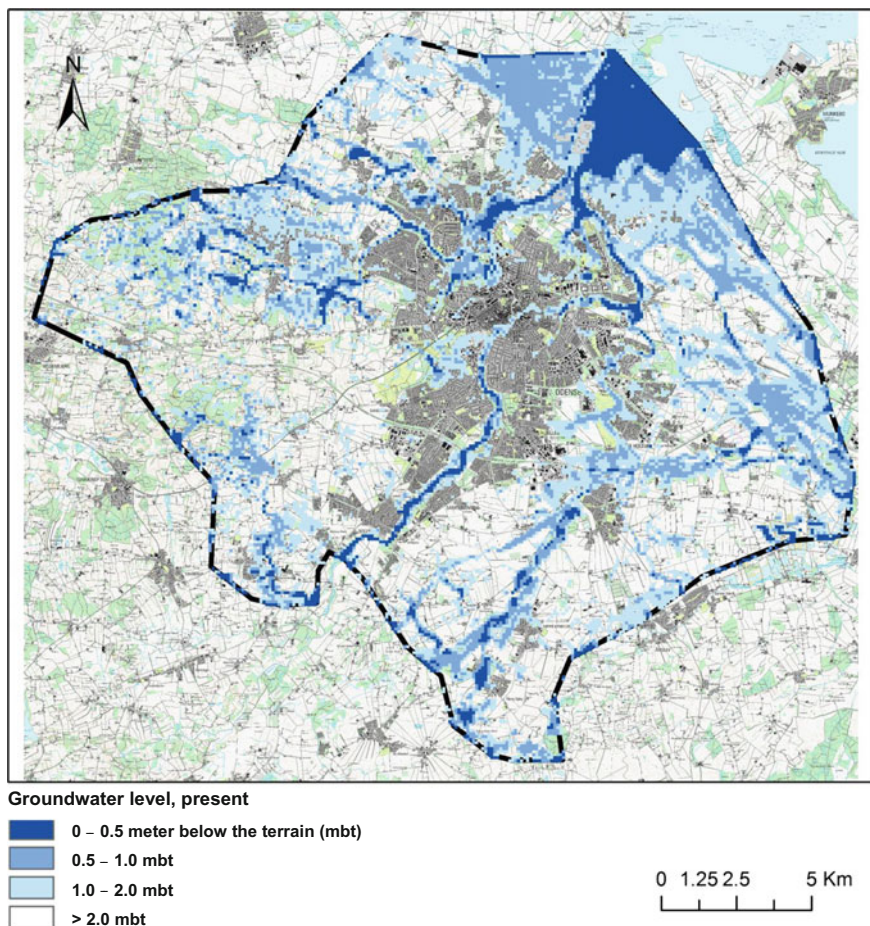 N
ODENSE
Groundwater level, present
0 – 0.5 meter below the terrain (mbt)
0.5 – 1.0 mbt
1.0 – 2.0 mbt
> 2.0 mbt
0 1.25 2.5 5 Km